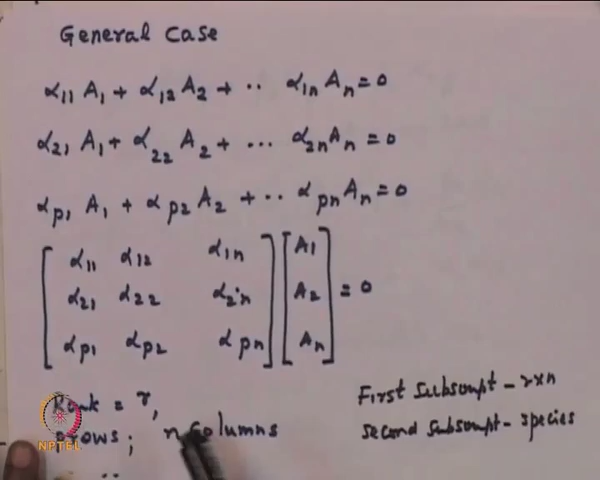 General Case
α11 A1 + α12 A2 + .. α1n An = 0
α21 A1 + α22 A2 + ... α2n An = 0
αp1 A1 + αp2 A2 + .. αpn An = 0
[ α11 α12 α1n ] [ A1 ]
[ α21 α22 α2n ] [ A2 ] = 0
[ αp1 αp2 αpn ] [ An ]
Rank = r,
First Subscript - rxn
p rows; n columns
second subscript - species
NPTEL